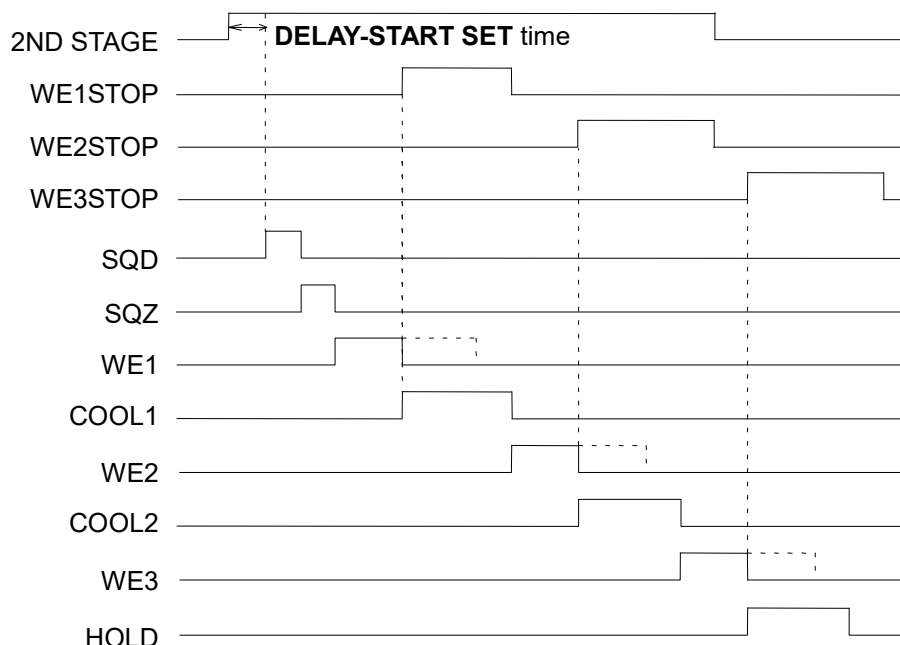 2ND STAGE
DELAY-START SET time
WE1STOP
WE2STOP
WE3STOP
SQD
SQZ
WE1
COOL1
WE2
COOL2
WE3
HOLD